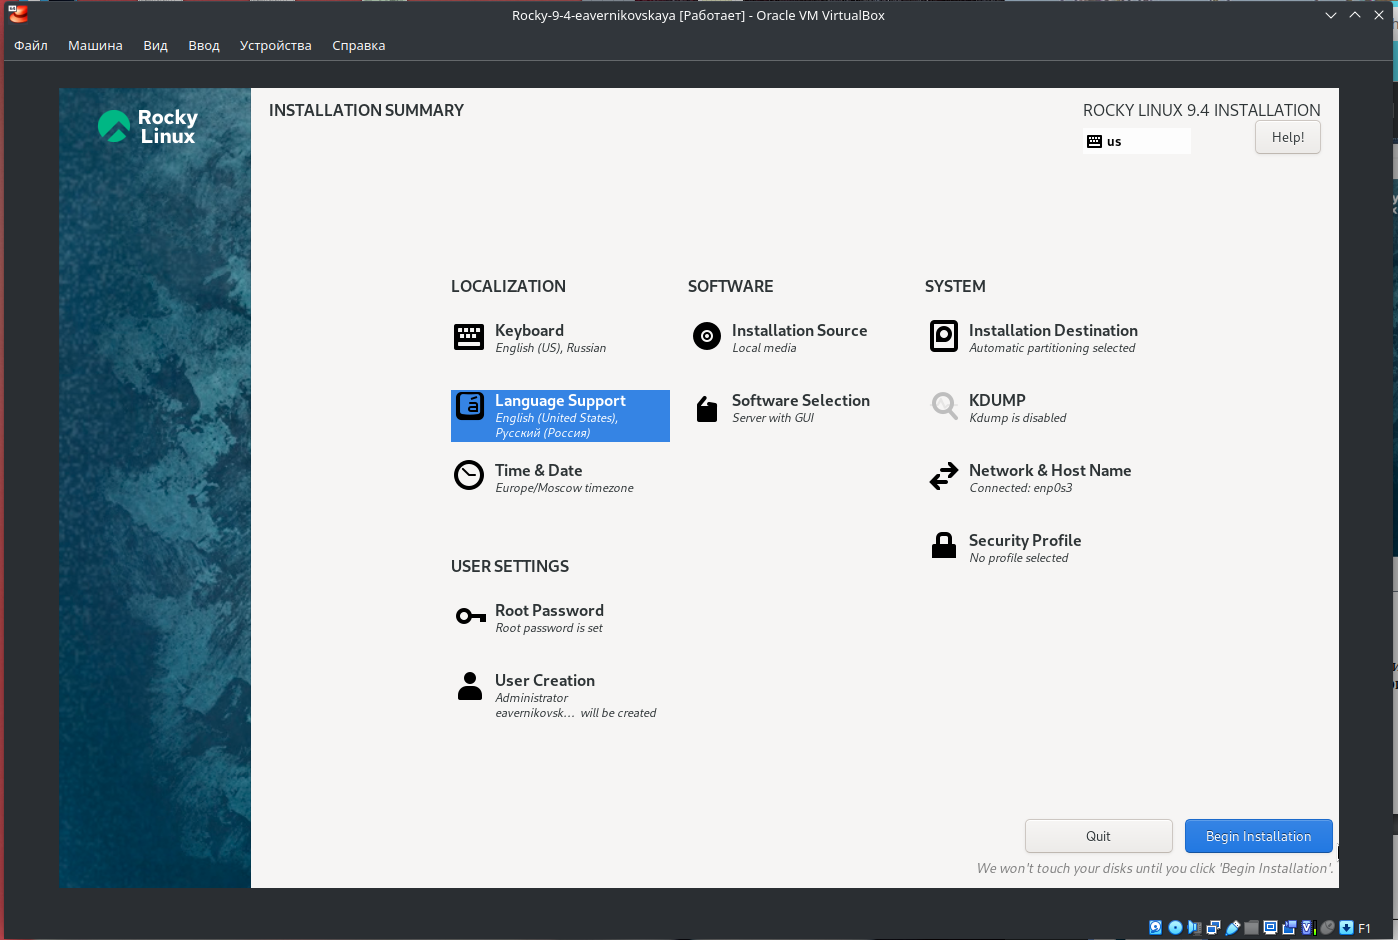 Rocky-9-4-eavernikovskaya [Работает] - Oracle VM VirtualBox
Файл Машина Вид Ввод Устройства Справка
Rocky
Linux
INSTALLATION SUMMARY
ROCKY LINUX 9.4 INSTALLATION
us
Help!
LOCALIZATION
Keyboard
English (US), Russian
Language Support
English (United States),
Русский (Россия)
Time & Date
Europe/Moscow timezone
SOFTWARE
Installation Source
Local media
Software Selection
Server with GUI
SYSTEM
Installation Destination
Automatic partitioning selected
KDUMP
Kdump is disabled
Network & Host Name
Connected: enp0s3
Security Profile
No profile selected
USER SETTINGS
Root Password
Root password is set
User Creation
Administrator
eavernikovsk... will be created
Quit
Begin Installation
We won't touch your disks until you click 'Begin Installation'.
F1